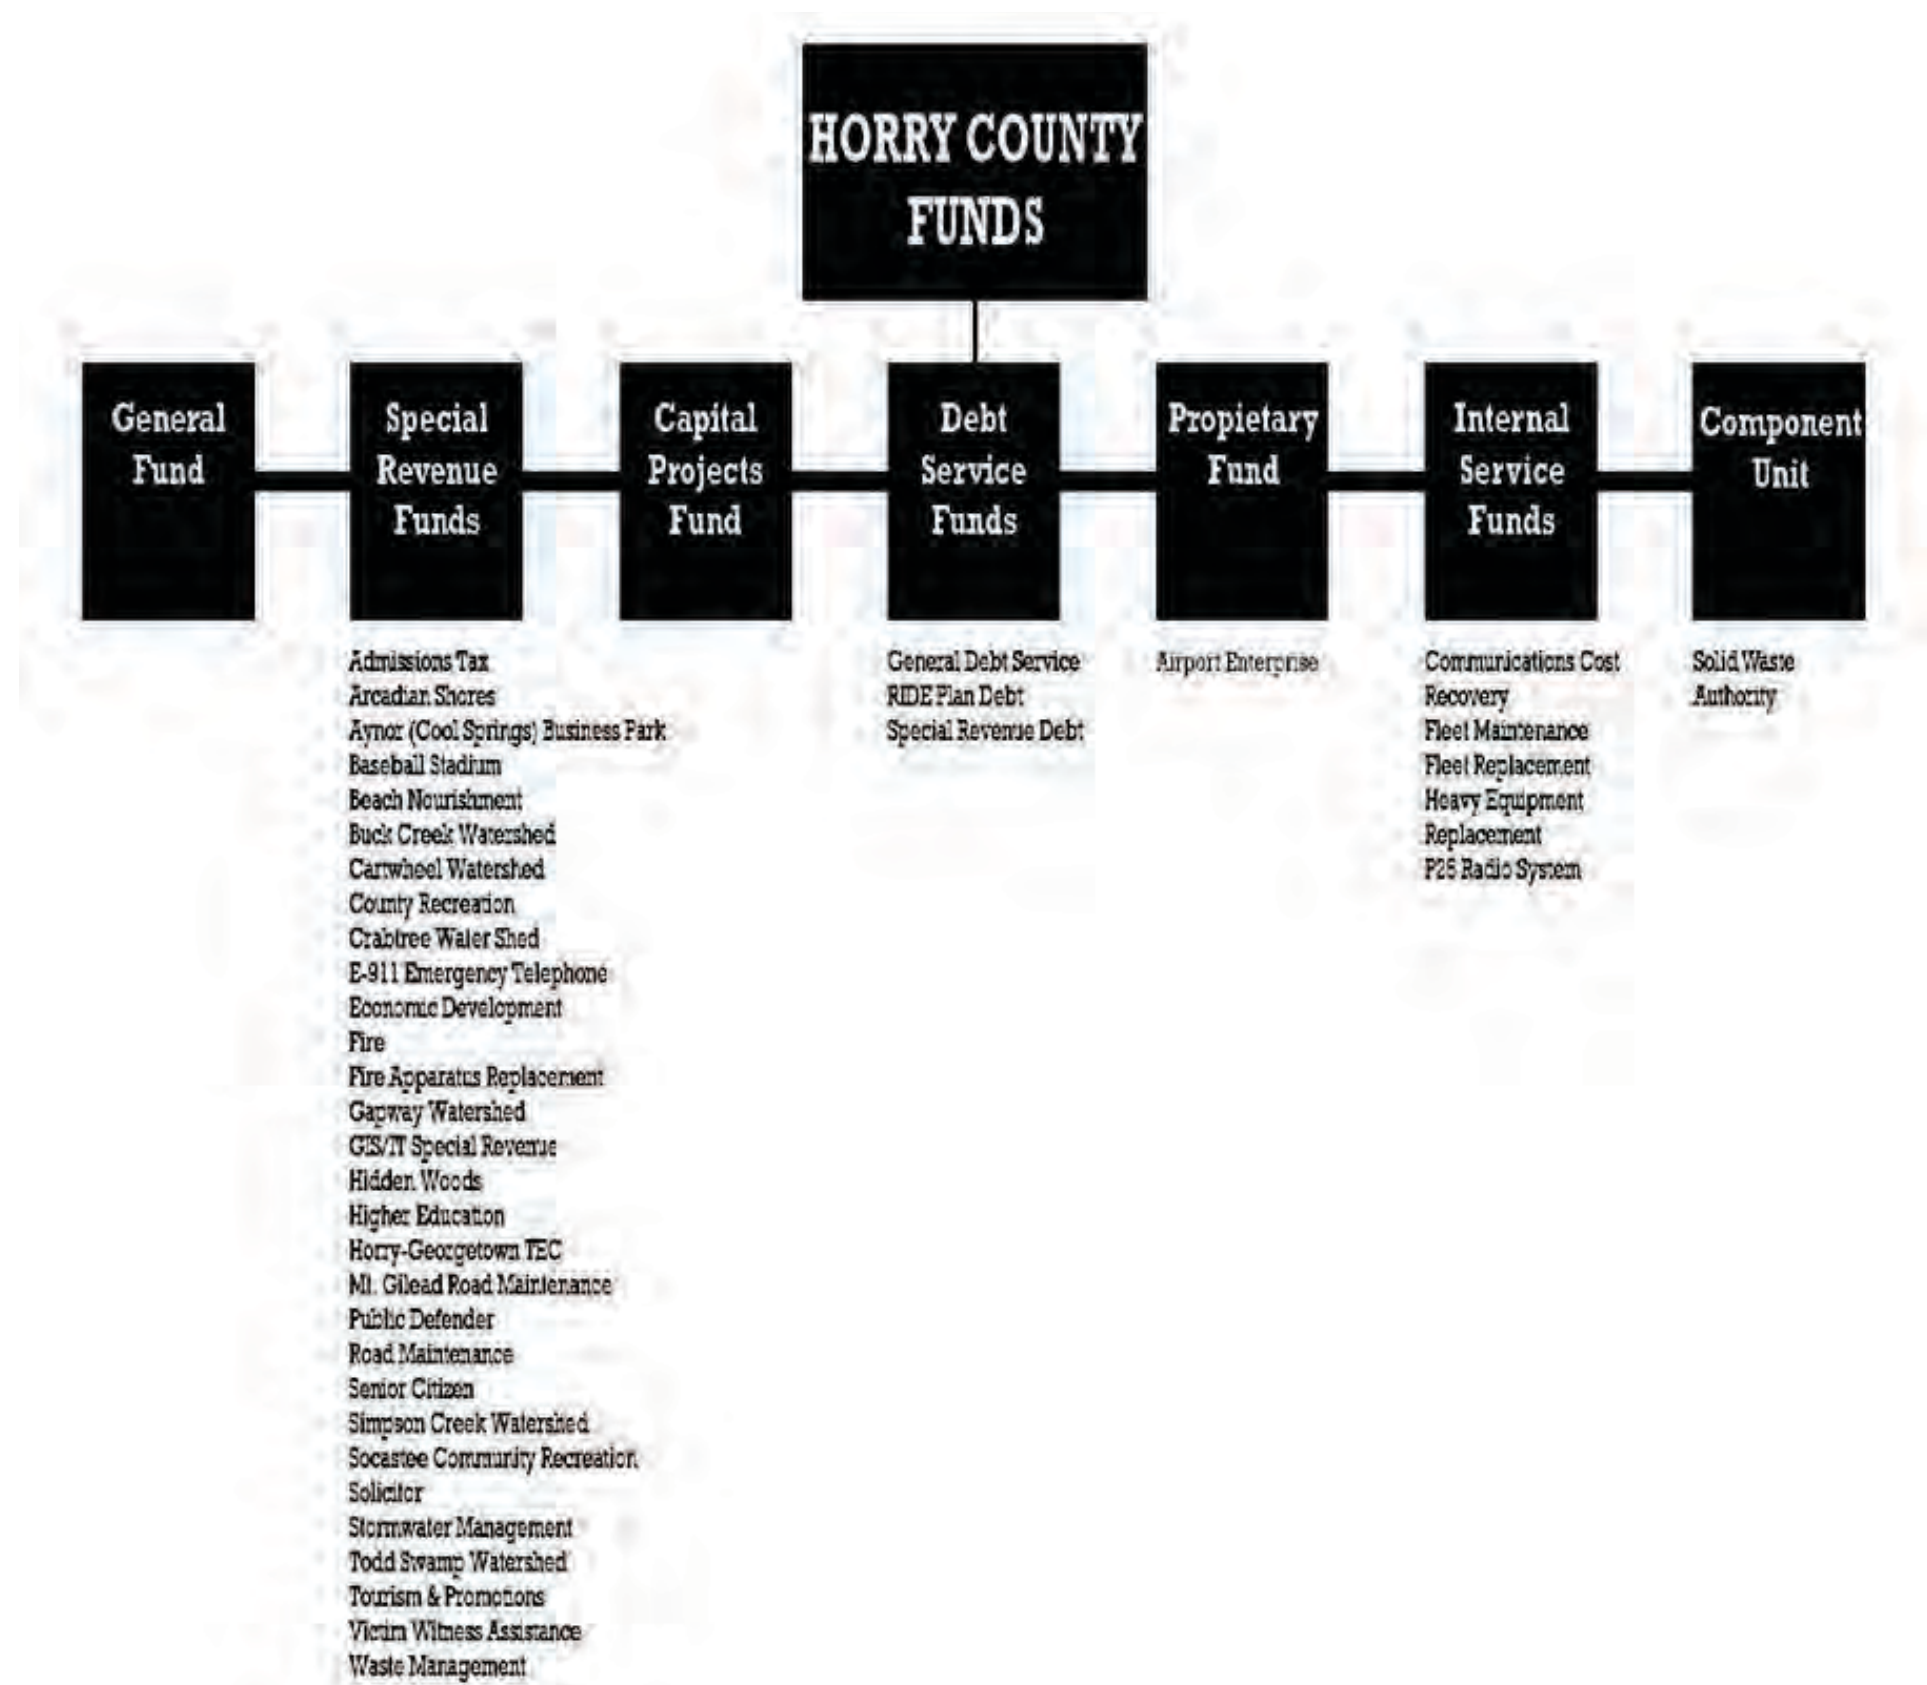 HORRY COUNTY
FUNDS
General
Fund
Special
Revenue
Funds
Capital
Projects
Fund
Debt
Service
Funds
Propietary
Fund
Internal
Service
Funds
Component
Unit
Admissions Tax
Arcadian Shores
Aynor (Cool Springs) Business Park
Baseball Stadium
Beach Nourishment
Buck Creek Watershed
Cartwheel Watershed
County Recreation
Crabtree Water Shed
E-911 Emergency Telephone
Economic Development
Fire
Fire Apparatus Replacement
Gapway Watershed
GIS/IT Special Revenue
Hidden Woods
Higher Education
Horry-Georgetown TEC
Mt. Gilead Road Maintenance
Public Defender
Road Maintenance
Senior Citizen
Simpson Creek Watershed
Socastee Community Recreation
Solicitor
Stormwater Management
Todd Swamp Watershed
Tourism & Promotions
Victim Witness Assistance
Waste Management
General Debt Service
RIDE Plan Debt
Special Revenue Debt
Airport Enterprise
Communications Cost
Recovery
Fleet Maintenance
Fleet Replacement
Heavy Equipment
Replacement
P25 Radio System
Solid Waste
Authority